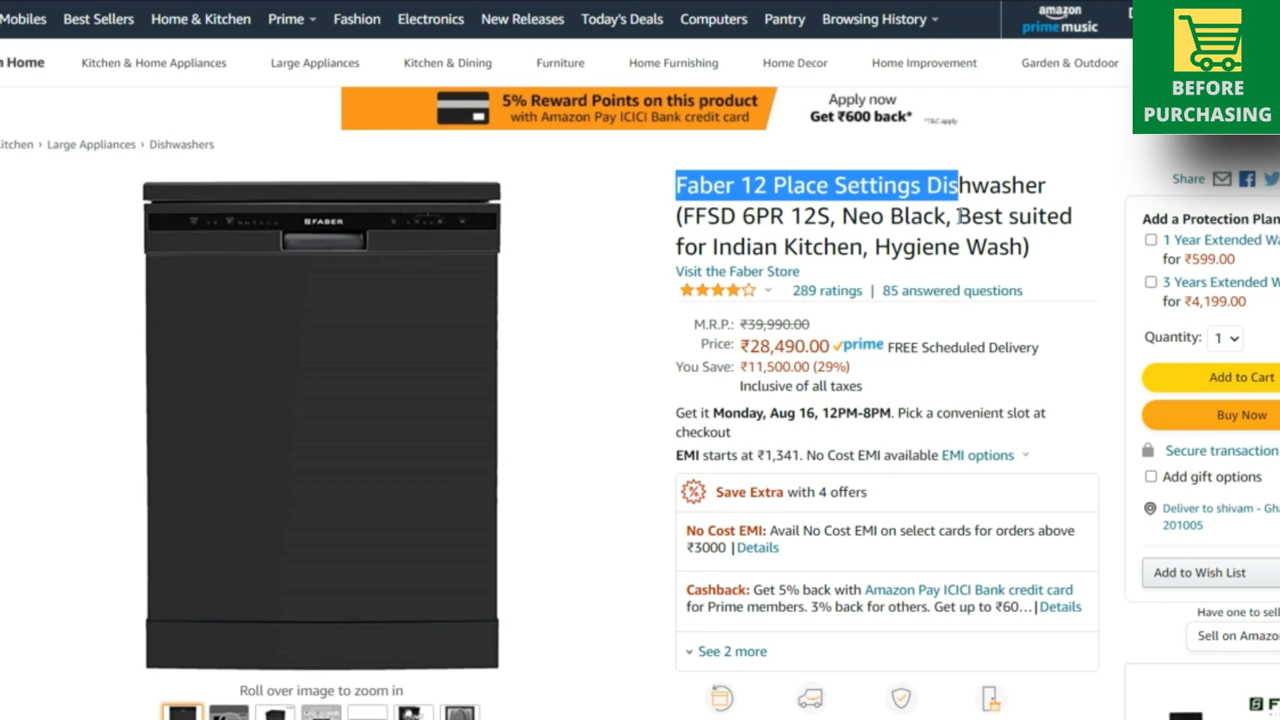 Mobiles Best Sellers Home & Kitchen Prime Fashion Electronics New Releases Today's Deals Computers Pantry Browsing History amazon
prime music
Home Kitchen & Home Appliances Large Appliances Kitchen & Dining Furniture Home Furnishing Home Decor Home Improvement Garden & Outdoor
BEFORE
PURCHASING
5% Reward Points on this product
with Amazon Pay ICICI Bank credit card
Apply now
Get ₹600 back*
*T&C apply
› Large Appliances › Dishwashers
FABER
Roll over image to zoom in
Faber 12 Place Settings Dishwasher
(FFSD 6PR 12S, Neo Black, Best suited
for Indian Kitchen, Hygiene Wash)
Visit the Faber Store
289 ratings | 85 answered questions
M.R.P.: ₹39,990.00
Price: ₹28,490.00 prime FREE Scheduled Delivery
You Save: ₹11,500.00 (29%)
Inclusive of all taxes
Get it Monday, Aug 16, 12PM-8PM. Pick a convenient slot at
checkout
EMI starts at ₹1,341. No Cost EMI available EMI options
Save Extra with 4 offers
No Cost EMI: Avail No Cost EMI on select cards for orders above
₹3000 | Details
Cashback: Get 5% back with Amazon Pay ICICI Bank credit card
for Prime members. 3% back for others. Get up to ₹60… | Details
See 2 more
Share
Add a Protection Plan
1 Year Extended
for ₹599.00
3 Years Extended
for ₹4,199.00
Quantity: 1
Add to Cart
Buy Now
Secure transaction
Add gift options
Deliver to shivam -
201005
Add to Wish List
Have one to sell
Sell on Amazo